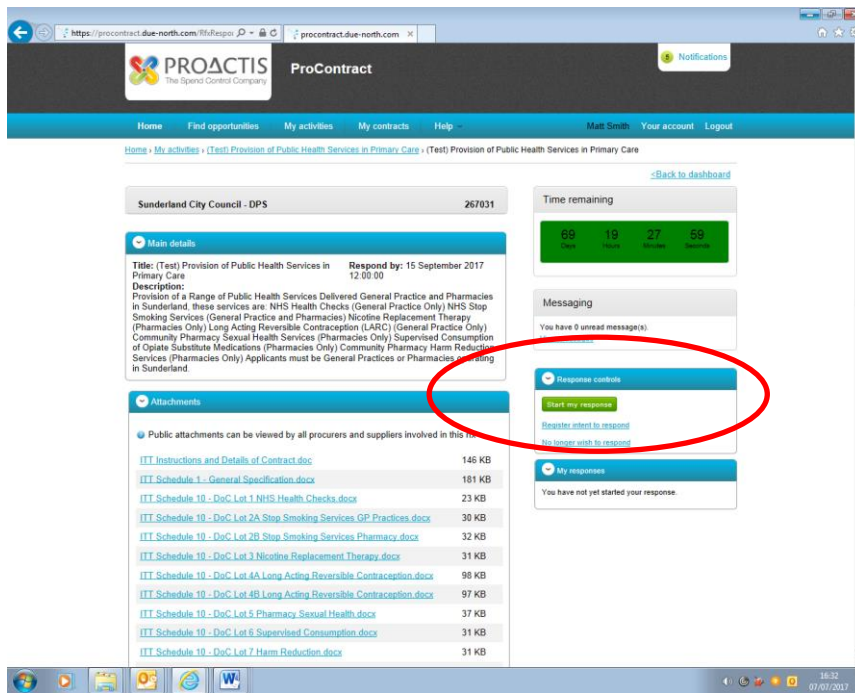 https://procontract.due-north.com/RfxRespoi
procontract.due-north.com
PROACTIS
The Spend Control Company
ProContract
Notifications
Home Find opportunities My activities My contracts Help
Matt Smith Your account Logout
Home › My activities › (Test) Provision of Public Health Services in Primary Care › (Test) Provision of Public Health Services in Primary Care
<Back to dashboard
Sunderland City Council - DPS 267031
Main details
Title: (Test) Provision of Public Health Services in Primary Care
Respond by: 15 September 2017 12:00:00
Description:
Provision of a Range of Public Health Services Delivered General Practice and Pharmacies
in Sunderland, these services are: NHS Health Checks (General Practice Only) NHS Stop
Smoking Services (General Practice and Pharmacies) Nicotine Replacement Therapy
(Pharmacies Only) Long Acting Reversible Contraception (LARC) (General Practice Only)
Community Pharmacy Sexual Health Services (Pharmacies Only) Supervised Consumption
of Opiate Substitute Medications (Pharmacies Only) Community Pharmacy Harm Reduction
Services (Pharmacies Only) Applicants must be General Practices or Pharmacies operating
in Sunderland.
Attachments
Public attachments can be viewed by all procurers and suppliers involved in this
ITT Instructions and Details of Contract.doc 146 KB
ITT Schedule 1 - General Specification.docx 181 KB
ITT Schedule 10 - DoC Lot 1 NHS Health Checks.docx 23 KB
ITT Schedule 10 - DoC Lot 2A Stop Smoking Services GP Practices.docx 30 KB
ITT Schedule 10 - DoC Lot 2B Stop Smoking Services Pharmacy.docx 32 KB
ITT Schedule 10 - DoC Lot 3 Nicotine Replacement Therapy.docx 31 KB
ITT Schedule 10 - DoC Lot 4A Long Acting Reversible Contraception.docx 98 KB
ITT Schedule 10 - DoC Lot 4B Long Acting Reversible Contraception.docx 97 KB
ITT Schedule 10 - DoC Lot 5 Pharmacy Sexual Health.docx 37 KB
ITT Schedule 10 - DoC Lot 6 Supervised Consumption.docx 31 KB
ITT Schedule 10 - DoC Lot 7 Harm Reduction.docx 31 KB
Time remaining
69 19 27 59
Days Hours Minutes Seconds
Messaging
You have 0 unread message(s).
Response controls
Start my response
Register intent to respond
No longer wish to respond
My responses
You have not yet started your response.
16:32
07/07/2017